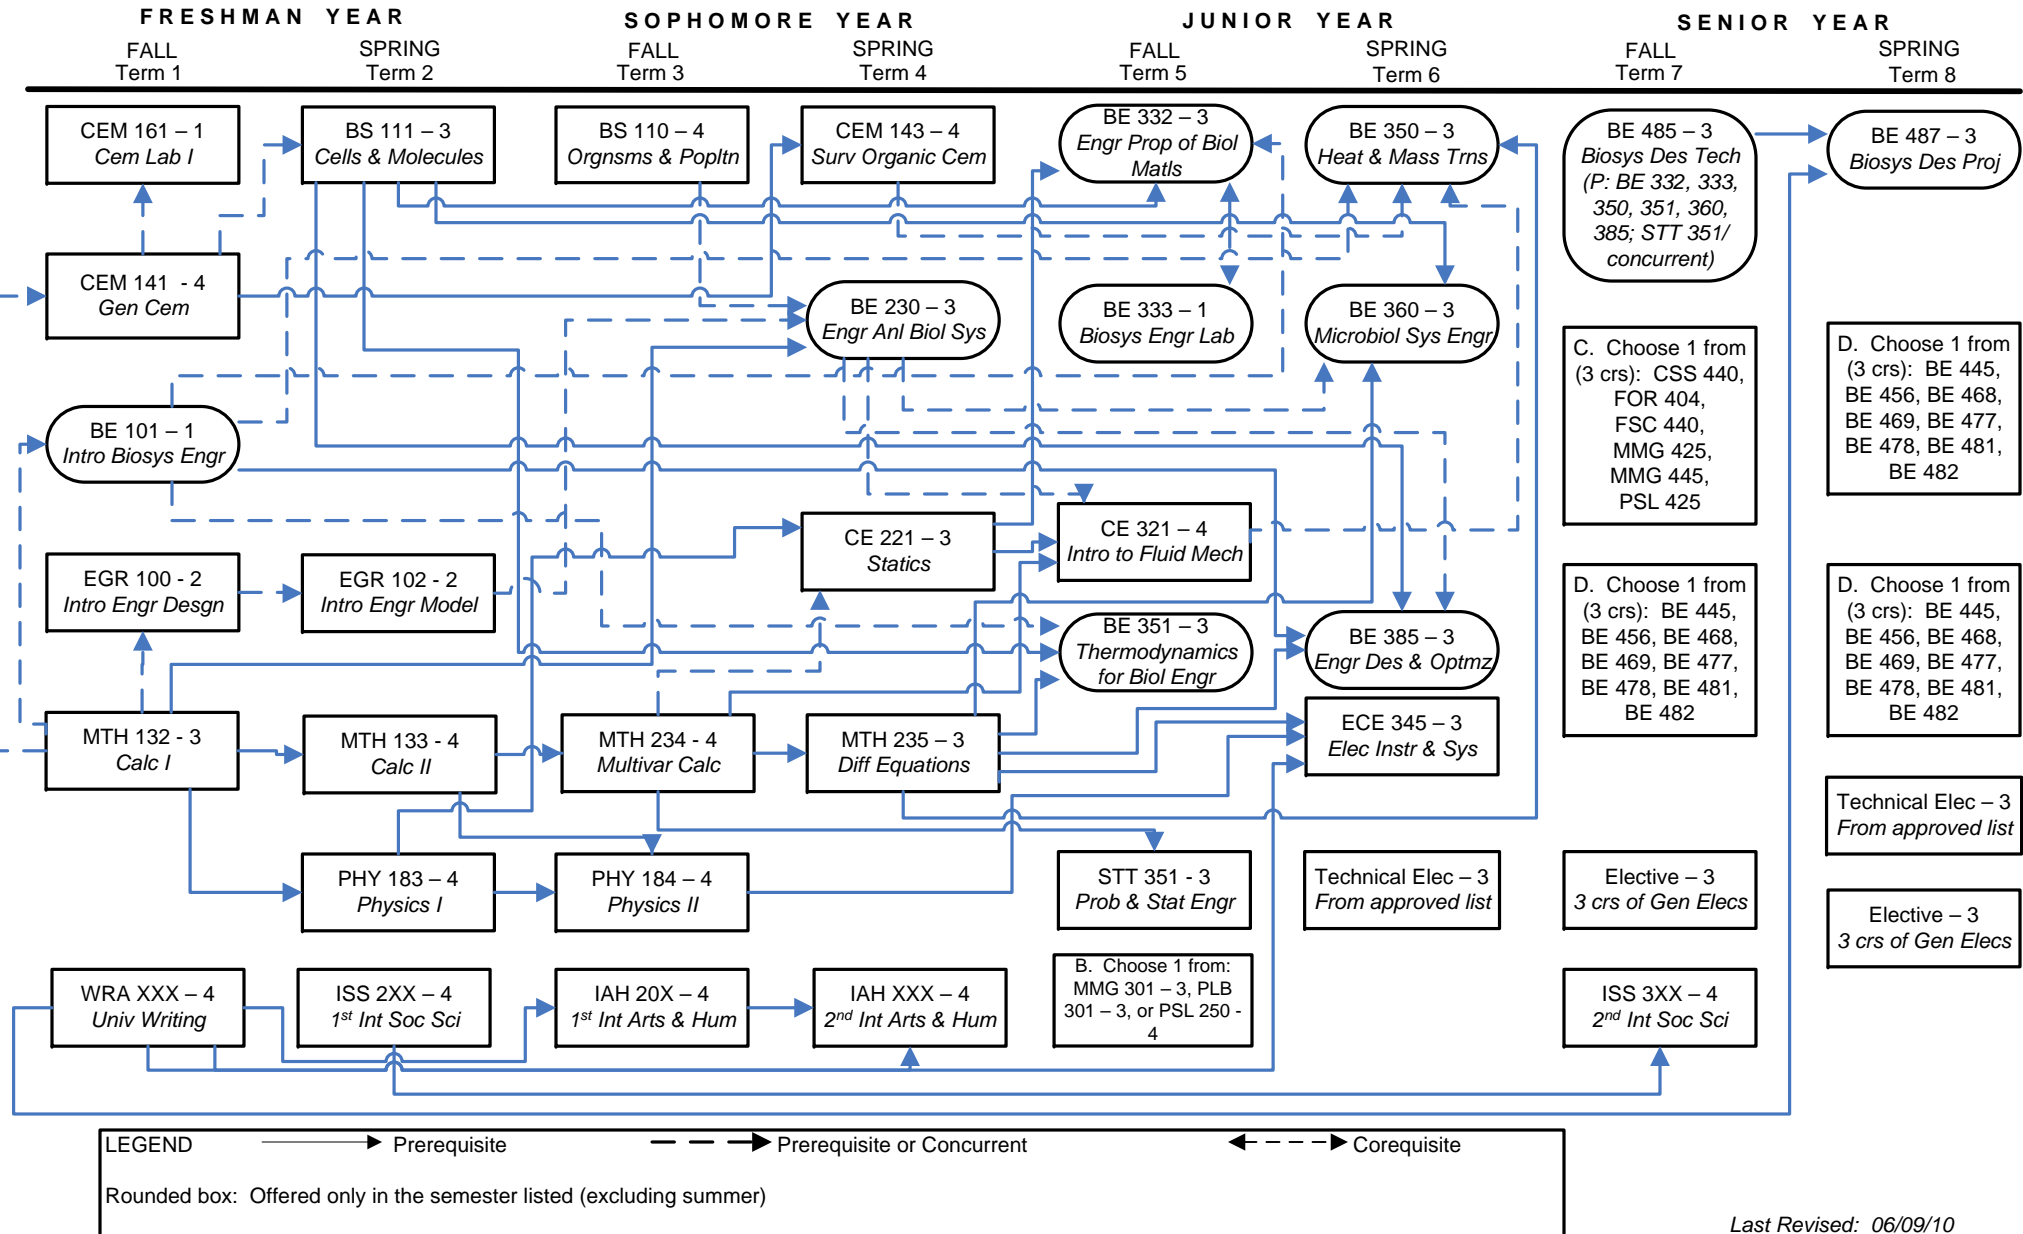 FRESHMAN YEAR
SOPHOMORE YEAR
JUNIOR YEAR
SENIOR YEAR
FALL
Term 1
SPRING
Term 2
FALL
Term 3
SPRING
Term 4
FALL
Term 5
SPRING
Term 6
FALL
Term 7
SPRING
Term 8
CEM 161 – 1
Cem Lab I
BS 111 – 3
Cells & Molecules
BS 110 – 4
Orgnsms & Popltn
CEM 143 – 4
Surv Organic Cem
BE 332 – 3
Engr Prop of Biol
Matls
BE 350 – 3
Heat & Mass Trns
BE 485 – 3
Biosys Des Tech
(P: BE 332, 333,
350, 351, 360,
385; STT 351/
concurrent)
BE 487 – 3
Biosys Des Proj
CEM 141 - 4
Gen Cem
BE 230 – 3
Engr Anl Biol Sys
BE 333 – 1
Biosys Engr Lab
BE 360 – 3
Microbiol Sys Engr
C. Choose 1 from
(3 crs): CSS 440,
FOR 404,
FSC 440,
MMG 425,
MMG 445,
PSL 425
D. Choose 1 from
(3 crs): BE 445,
BE 456, BE 468,
BE 469, BE 477,
BE 478, BE 481,
BE 482
BE 101 – 1
Intro Biosys Engr
CE 221 – 3
Statics
CE 321 – 4
Intro to Fluid Mech
EGR 100 - 2
Intro Engr Desgn
EGR 102 - 2
Intro Engr Model
BE 351 – 3
Thermodynamics
for Biol Engr
BE 385 – 3
Engr Des & Optmz
D. Choose 1 from
(3 crs): BE 445,
BE 456, BE 468,
BE 469, BE 477,
BE 478, BE 481,
BE 482
D. Choose 1 from
(3 crs): BE 445,
BE 456, BE 468,
BE 469, BE 477,
BE 478, BE 481,
BE 482
MTH 132 - 3
Calc I
MTH 133 - 4
Calc II
MTH 234 - 4
Multivar Calc
MTH 235 – 3
Diff Equations
ECE 345 – 3
Elec Instr & Sys
Technical Elec – 3
From approved list
PHY 183 – 4
Physics I
PHY 184 – 4
Physics II
STT 351 - 3
Prob & Stat Engr
Technical Elec – 3
From approved list
Elective – 3
3 crs of Gen Elecs
Elective – 3
3 crs of Gen Elecs
WRA XXX – 4
Univ Writing
ISS 2XX – 4
1st Int Soc Sci
IAH 20X – 4
1st Int Arts & Hum
IAH XXX – 4
2nd Int Arts & Hum
B. Choose 1 from:
MMG 301 – 3, PLB
301 – 3, or PSL 250 -
4
ISS 3XX – 4
2nd Int Soc Sci
LEGEND Prerequisite Prerequisite or Concurrent Corequisite
Rounded box: Offered only in the semester listed (excluding summer)
Last Revised: 06/09/10